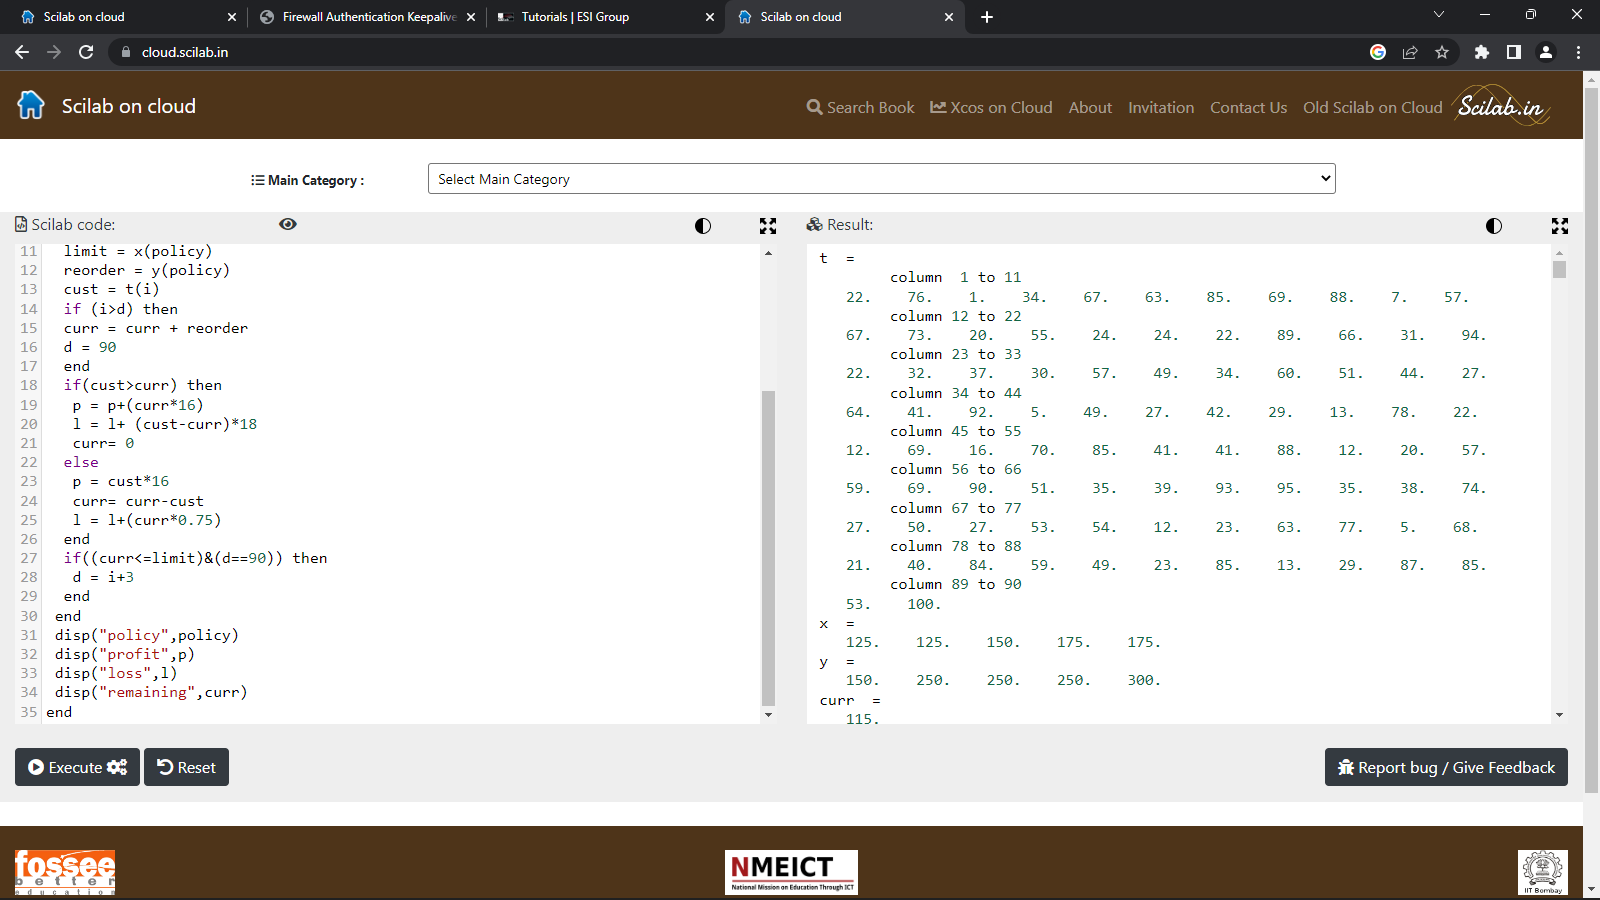 Scilab on cloud
Firewall Authentication Keepalive
Tutorials | ESI Group
Scilab on cloud
cloud.scilab.in
Scilab on cloud
Search Book
Xcos on Cloud
About
Invitation
Contact Us
Old Scilab on Cloud
Scilab.in
Main Category :
Select Main Category
Scilab code:
11 limit = x(policy)
12 reorder = y(policy)
13 cust = t(i)
14 if (i>d) then
15 curr = curr + reorder
16 d = 90
17 end
18 if(cust>curr) then
19 p = p+(curr*16)
20 l = l+ (cust-curr)*18
21 curr= 0
22 else
23 p = cust*16
24 curr= curr-cust
25 l = l+(curr*0.75)
26 end
27 if((curr<=limit)&(d==90)) then
28 d = i+3
29 end
30 end
31 disp("policy",policy)
32 disp("profit",p)
33 disp("loss",l)
34 disp("remaining",curr)
35 end
Result:
t =
column 1 to 11
22. 76. 1. 34. 67. 63. 85. 69. 88. 7. 57.
column 12 to 22
67. 73. 20. 55. 24. 24. 22. 89. 66. 31. 94.
column 23 to 33
22. 32. 37. 30. 57. 49. 34. 60. 51. 44. 27.
column 34 to 44
64. 41. 92. 5. 49. 27. 42. 29. 13. 78. 22.
column 45 to 55
12. 69. 16. 70. 85. 41. 41. 88. 12. 20. 57.
column 56 to 66
59. 69. 90. 51. 35. 39. 93. 95. 35. 38. 74.
column 67 to 77
27. 50. 27. 53. 54. 12. 23. 63. 77. 5. 68.
column 78 to 88
21. 40. 84. 59. 49. 23. 85. 13. 29. 87. 85.
column 89 to 90
53. 100.
x =
125. 125. 150. 175. 175.
y =
150. 250. 250. 250. 300.
curr =
115.
Execute
Reset
Report bug / Give Feedback
fossee
better
education
NMEICT
National Mission on Education Through ICT
IIT Bombay